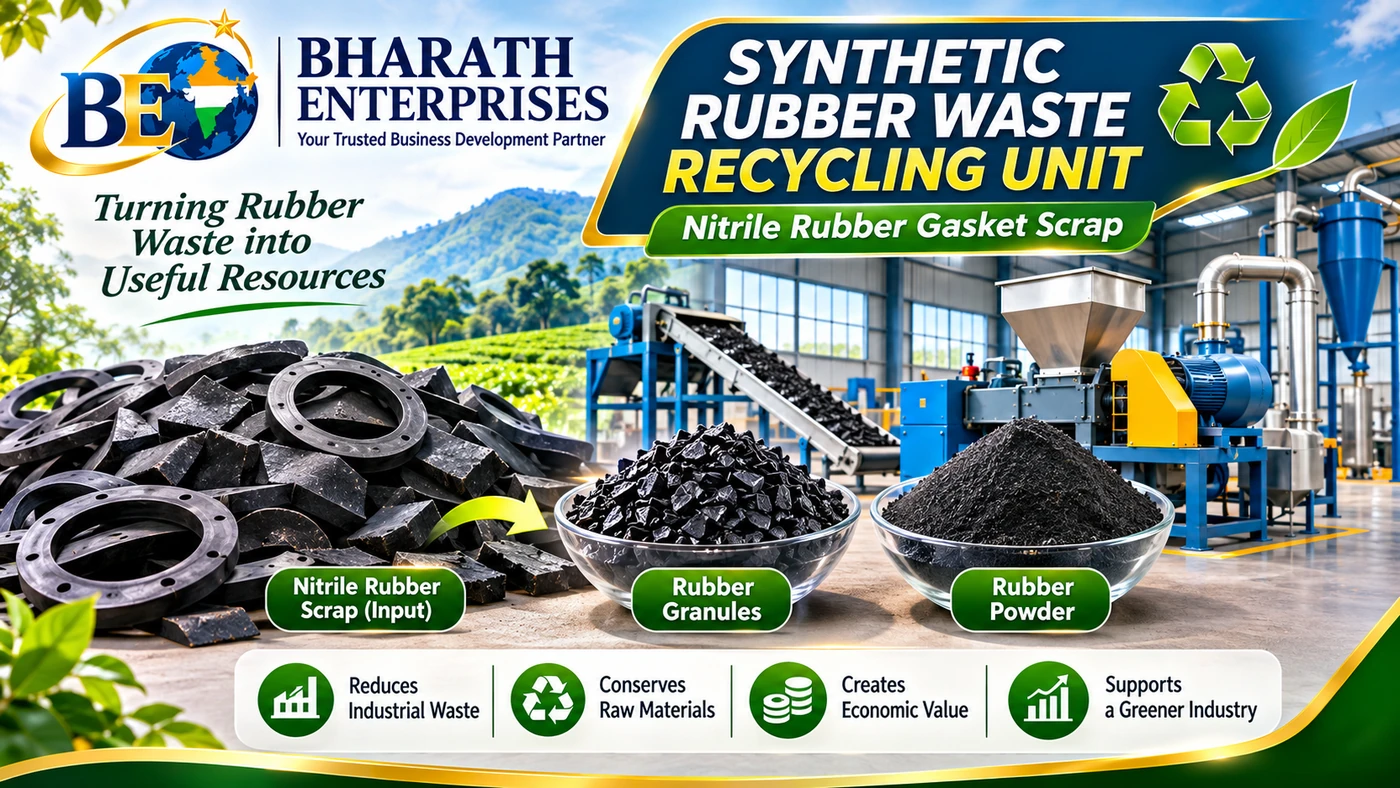 BE
BHARATH
ENTERPRISES
Your Trusted Business Development Partner
Turning Rubber
Waste into
Useful Resources
SYNTHETIC
RUBBER WASTE
RECYCLING UNIT
Nitrile Rubber Gasket Scrap
Nitrile Rubber
Scrap (Input)
Rubber
Granules
Rubber
Powder
Reduces
Industrial Waste
Conserves
Raw Materials
Creates
Economic Value
Supports
a Greener Industry